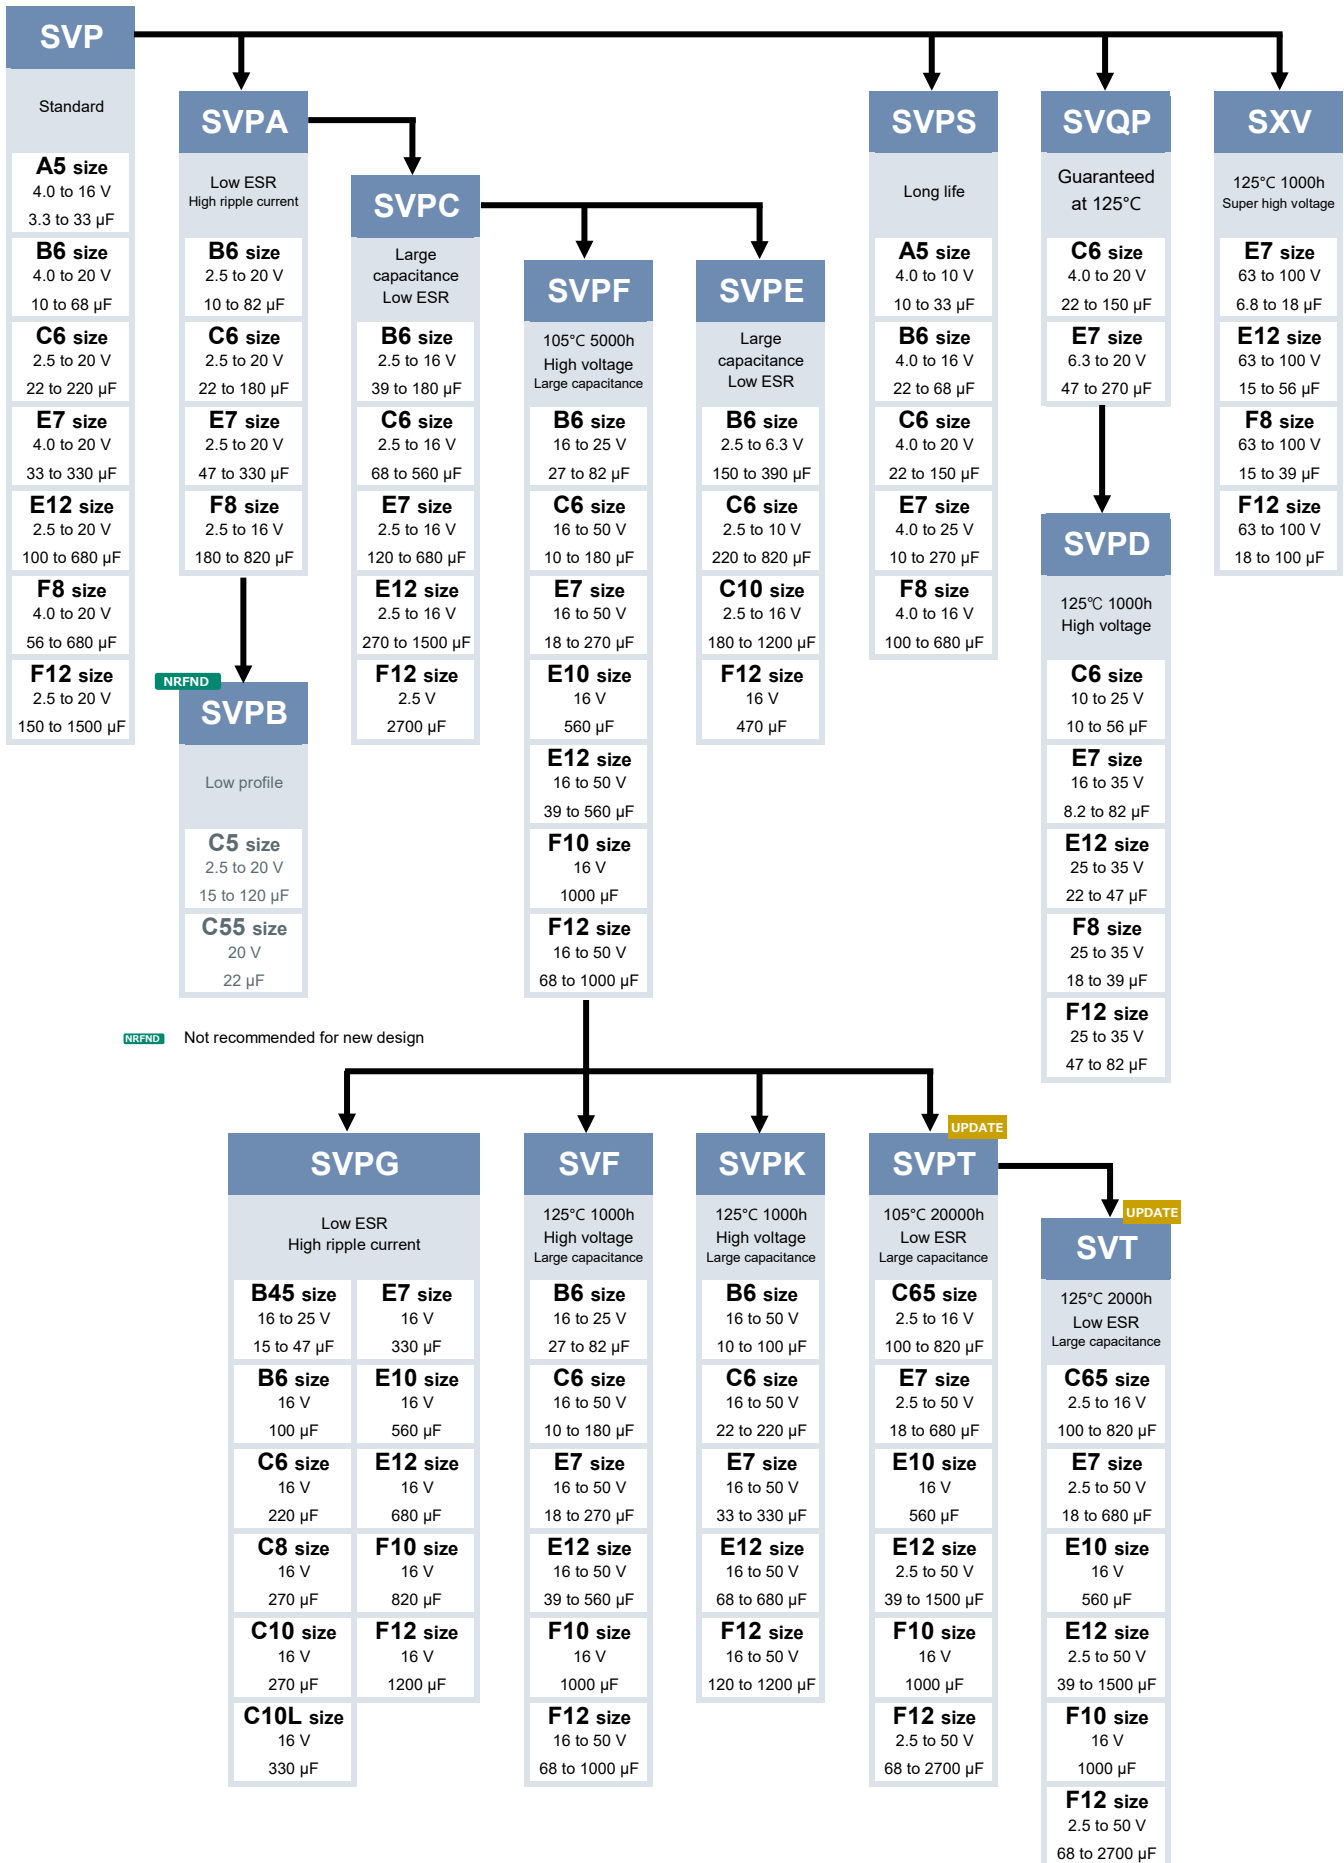 SVP
Standard
A5 size
4.0 to 16 V
3.3 to 33 µF
B6 size
4.0 to 20 V
10 to 68 µF
C6 size
2.5 to 20 V
22 to 220 µF
E7 size
4.0 to 20 V
33 to 330 µF
E12 size
2.5 to 20 V
100 to 680 µF
F8 size
4.0 to 20 V
56 to 680 µF
F12 size
2.5 to 20 V
150 to 1500 µF
SVPA
Low ESR
High ripple current
B6 size
2.5 to 20 V
10 to 82 µF
C6 size
2.5 to 20 V
22 to 180 µF
E7 size
2.5 to 20 V
47 to 330 µF
F8 size
2.5 to 16 V
180 to 820 µF
NRFND
SVPB
Low profile
C5 size
2.5 to 20 V
15 to 120 µF
C55 size
20 V
22 µF
SVPC
Large
capacitance
Low ESR
B6 size
2.5 to 16 V
39 to 180 µF
C6 size
2.5 to 16 V
68 to 560 µF
E7 size
2.5 to 16 V
120 to 680 µF
E12 size
2.5 to 16 V
270 to 1500 µF
F12 size
2.5 V
2700 µF
SVPF
105°C 5000h
High voltage
Large capacitance
B6 size
16 to 25 V
27 to 82 µF
C6 size
16 to 50 V
10 to 180 µF
E7 size
16 to 50 V
18 to 270 µF
E10 size
16 V
560 µF
E12 size
16 to 50 V
39 to 560 µF
F10 size
16 V
1000 µF
F12 size
16 to 50 V
68 to 1000 µF
SVPE
Large
capacitance
Low ESR
B6 size
2.5 to 6.3 V
150 to 390 µF
C6 size
2.5 to 10 V
220 to 820 µF
C10 size
2.5 to 16 V
180 to 1200 µF
F12 size
16 V
470 µF
SVPS
Long life
A5 size
4.0 to 10 V
10 to 33 µF
B6 size
4.0 to 16 V
22 to 68 µF
C6 size
4.0 to 20 V
22 to 150 µF
E7 size
4.0 to 25 V
10 to 270 µF
F8 size
4.0 to 16 V
100 to 680 µF
SVQP
Guaranteed
at 125°C
C6 size
4.0 to 20 V
22 to 150 µF
E7 size
6.3 to 20 V
47 to 270 µF
SVPD
125℃ 1000h
High voltage
C6 size
10 to 25 V
10 to 56 µF
E7 size
16 to 35 V
8.2 to 82 µF
E12 size
25 to 35 V
22 to 47 µF
F8 size
25 to 35 V
18 to 39 µF
F12 size
25 to 35 V
47 to 82 µF
SXV
125°C 1000h
Super high voltage
E7 size
63 to 100 V
6.8 to 18 µF
E12 size
63 to 100 V
15 to 56 µF
F8 size
63 to 100 V
15 to 39 µF
F12 size
63 to 100 V
18 to 100 µF
NRFND Not recommended for new design
SVPG
Low ESR
High ripple current
B45 size
16 to 25 V
15 to 47 µF
B6 size
16 V
100 µF
C6 size
16 V
220 µF
C8 size
16 V
270 µF
C10 size
16 V
270 µF
C10L size
16 V
330 µF
E7 size
16 V
330 µF
E10 size
16 V
560 µF
E12 size
16 V
680 µF
F10 size
16 V
820 µF
F12 size
16 V
1200 µF
SVF
125°C 1000h
High voltage
Large capacitance
B6 size
16 to 25 V
27 to 82 µF
C6 size
16 to 50 V
10 to 180 µF
E7 size
16 to 50 V
18 to 270 µF
E12 size
16 to 50 V
39 to 560 µF
F10 size
16 V
1000 µF
F12 size
16 to 50 V
68 to 1000 µF
SVPK
125°C 1000h
High voltage
Large capacitance
B6 size
16 to 50 V
10 to 100 µF
C6 size
16 to 50 V
22 to 220 µF
E7 size
16 to 50 V
33 to 330 µF
E12 size
16 to 50 V
68 to 680 µF
F12 size
16 to 50 V
120 to 1200 µF
UPDATE
SVPT
105°C 20000h
Low ESR
Large capacitance
C65 size
2.5 to 16 V
100 to 820 µF
E7 size
2.5 to 50 V
18 to 680 µF
E10 size
16 V
560 µF
E12 size
2.5 to 50 V
39 to 1500 µF
F10 size
16 V
1000 µF
F12 size
2.5 to 50 V
68 to 2700 µF
UPDATE
SVT
125°C 2000h
Low ESR
Large capacitance
C65 size
2.5 to 16 V
100 to 820 µF
E7 size
2.5 to 50 V
18 to 680 µF
E10 size
16 V
560 µF
E12 size
2.5 to 50 V
39 to 1500 µF
F10 size
16 V
1000 µF
F12 size
2.5 to 50 V
68 to 2700 µF